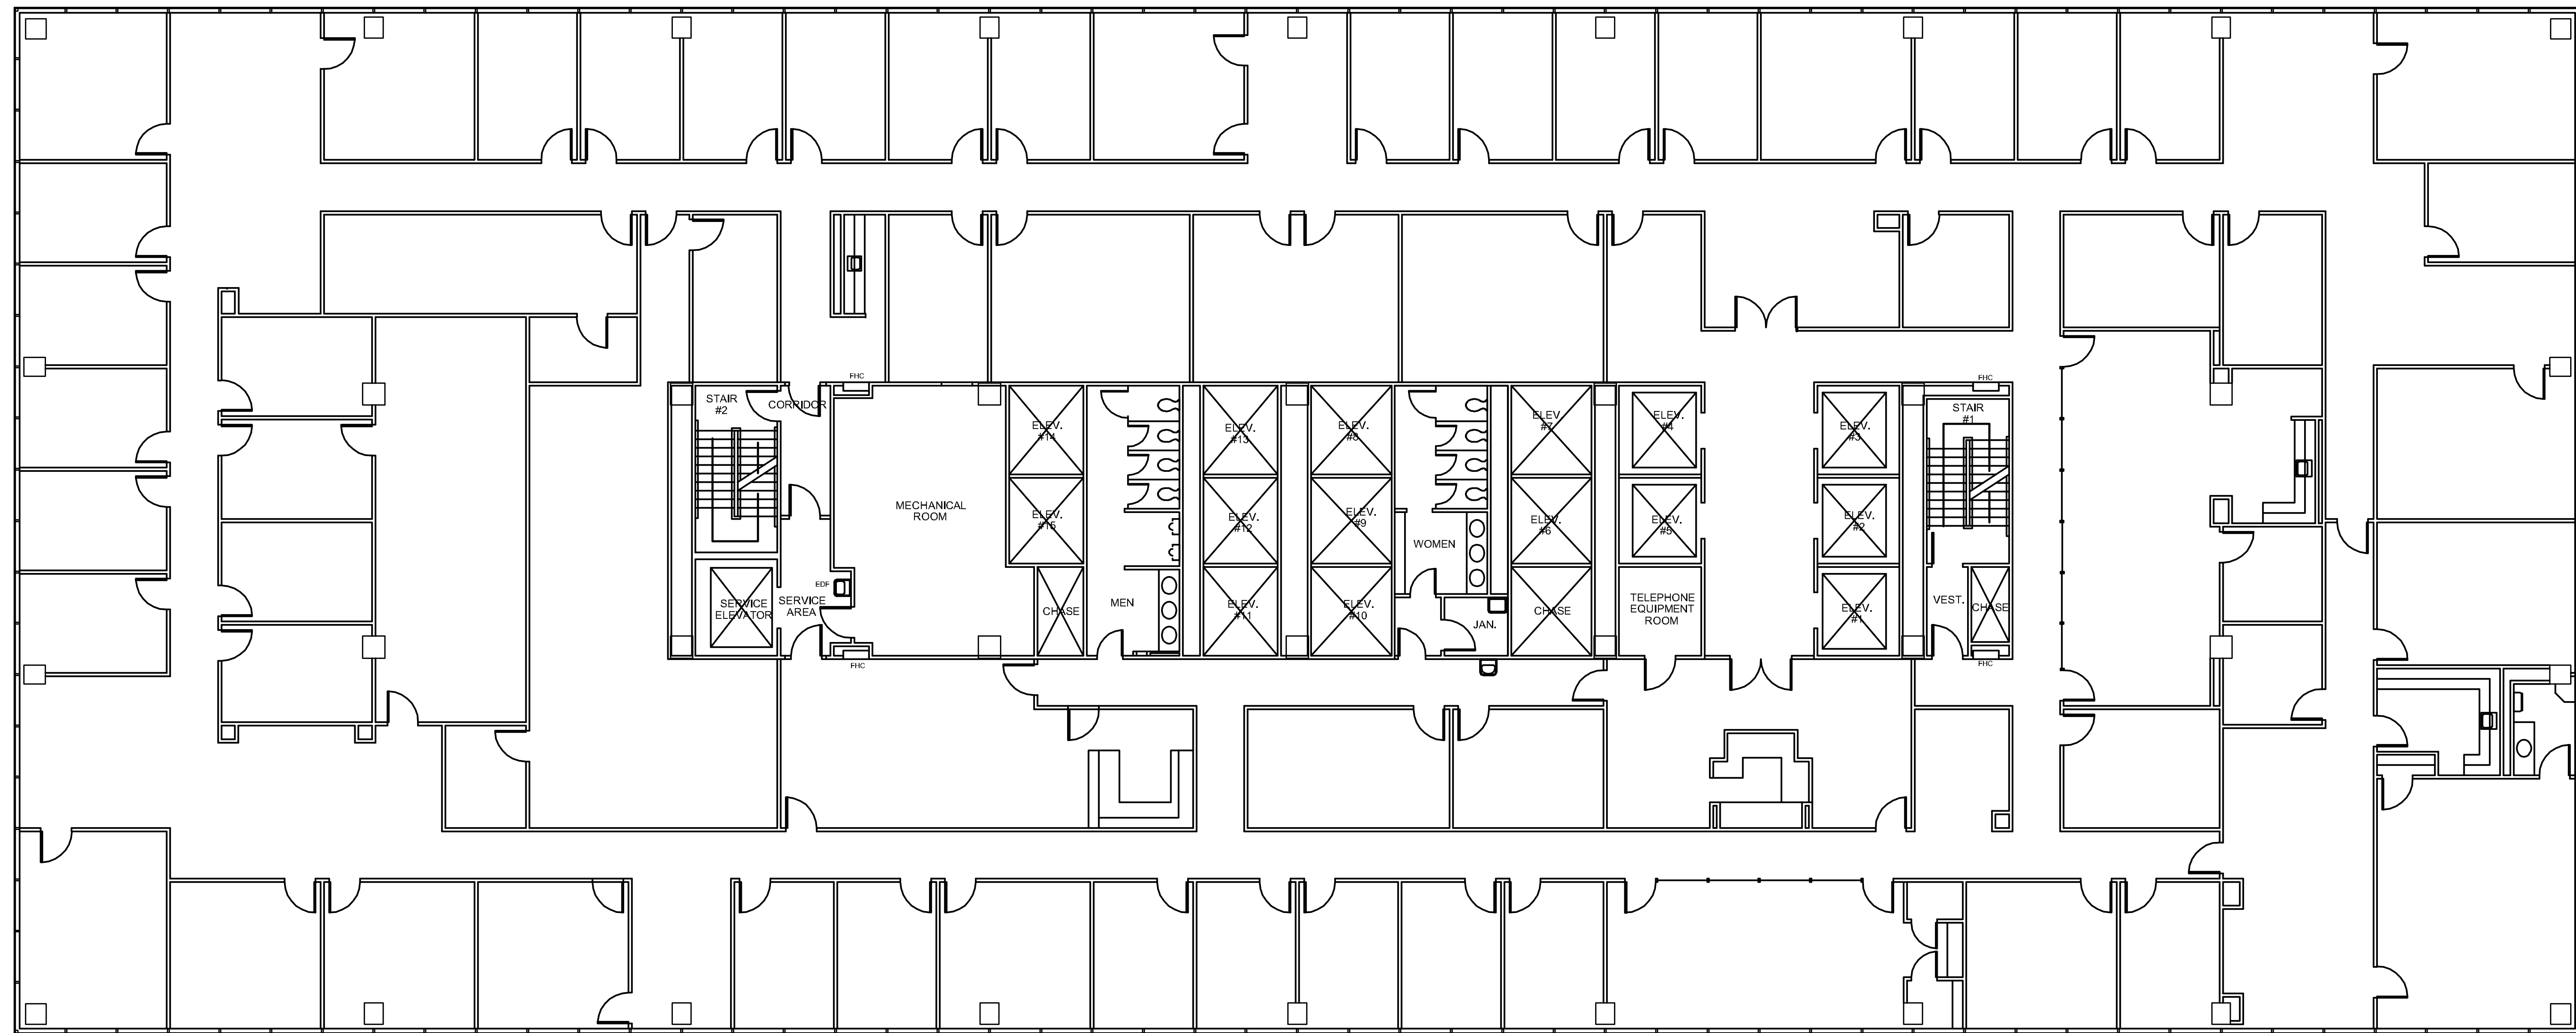 FHC
FHC
STAIR
#2
CORRIDOR
STAIR
#1
ELEV.
#14
ELEV.
#13
ELEV.
#8
ELEV.
#7
ELEV.
#4
ELEV.
#3
MECHANICAL
ROOM
ELEV.
#15
ELEV.
#12
ELEV.
#9
ELEV.
#6
ELEV.
#5
ELEV.
#2
WOMEN
EDF
SERVICE
ELEVATOR
SERVICE
AREA
CHASE
MEN
ELEV.
#11
ELEV.
#10
JAN.
CHASE
TELEPHONE
EQUIPMENT
ROOM
ELEV.
#1
VEST.
CHASE
FHC
FHC